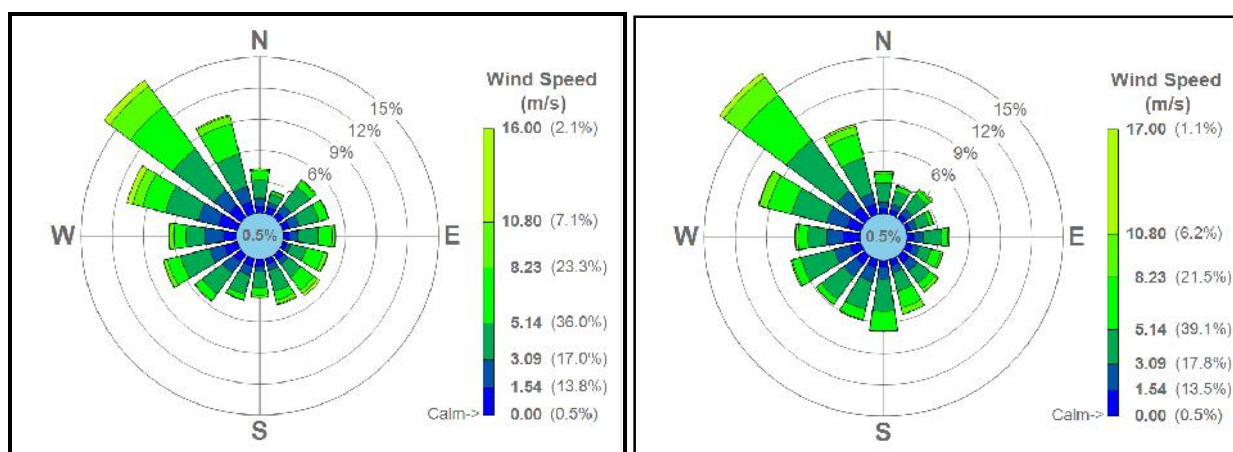 N
W
E
S
0.5%
15%
12%
9%
6%
Wind Speed
(m/s)
16.00 (2.1%)
10.80 (7.1%)
8.23 (23.3%)
5.14 (36.0%)
3.09 (17.0%)
1.54 (13.8%)
Calm-> 0.00 (0.5%)
N
W
E
S
0.5%
15%
12%
9%
6%
Wind Speed
(m/s)
17.00 (1.1%)
10.80 (6.2%)
8.23 (21.5%)
5.14 (39.1%)
3.09 (17.8%)
1.54 (13.5%)
Calm-> 0.00 (0.5%)